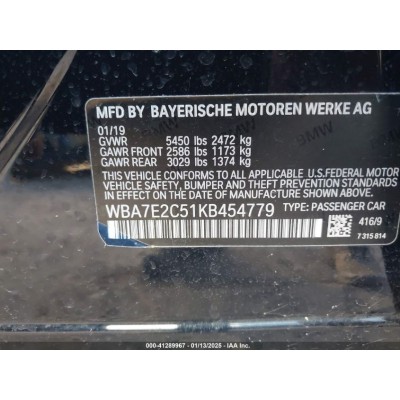 MFD BY BAYERISCHE MOTOREN WERKE AG
01/19
GVWR 5450 lbs 2472 kg
GAWR FRONT 2586 lbs 1173 kg
GAWR REAR 3029 lbs 1374 kg
THIS VEHICLE CONFORMS TO ALL APPLICABLE U.S.FEDERAL MOTOR
VEHICLE SAFETY, BUMPER, AND THEFT PREVENTION STANDARDS
IN EFFECT ON THE DATE OF MANUFACTURE SHOWN ABOVE.
WBA7E2C51KB454779 TYPE: PASSENGER CAR
416/9
7 315 814
000-41289967 - 01/13/2025 - IAA Inc.